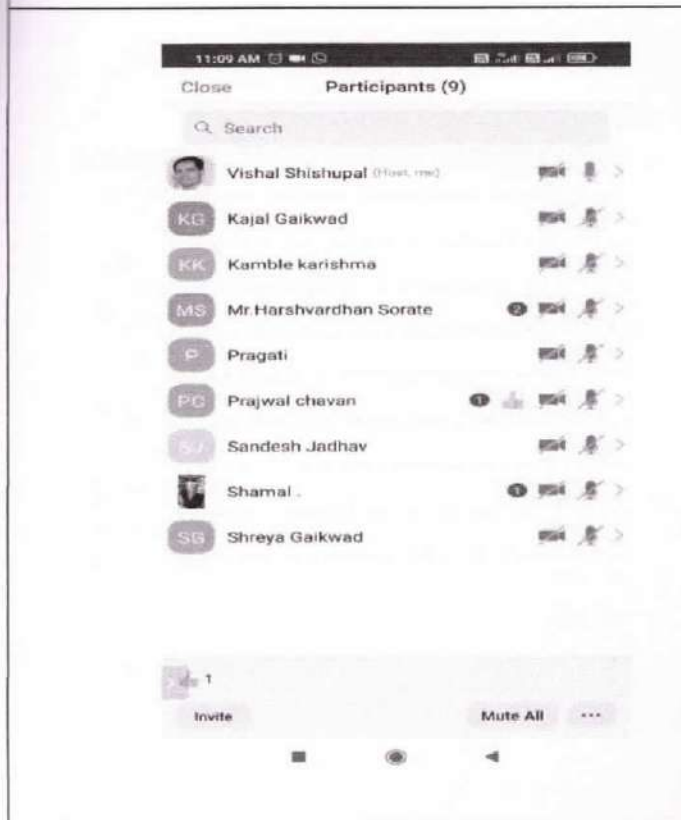 11:09 AM
Close Participants (9)
Search
Vishal Shishupal (Host, me)
KG Kajal Gaikwad
KK Kamble karishma
MS Mr.Harshvardhan Sorate 2
P Pragati
PC Prajwal chavan 1
SJ Sandesh Jadhav
Shamal . 1
SG Shreya Gaikwad
1
Invite Mute All ...